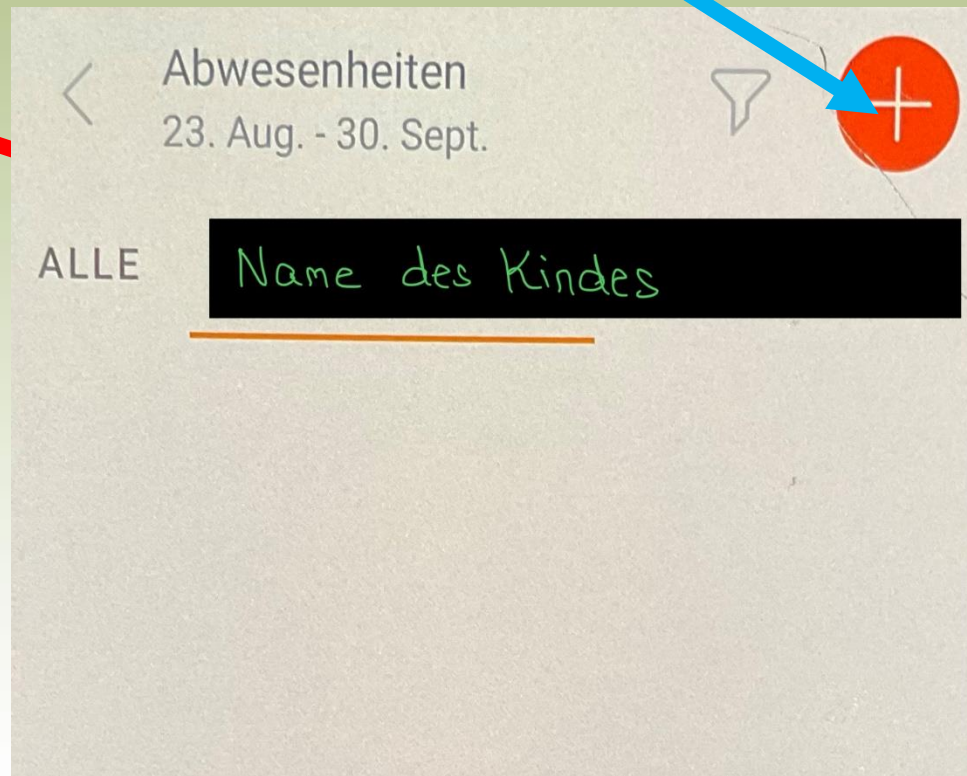 Abwesenheiten
23. Aug. - 30. Sept.
ALLE
Name des Kindes